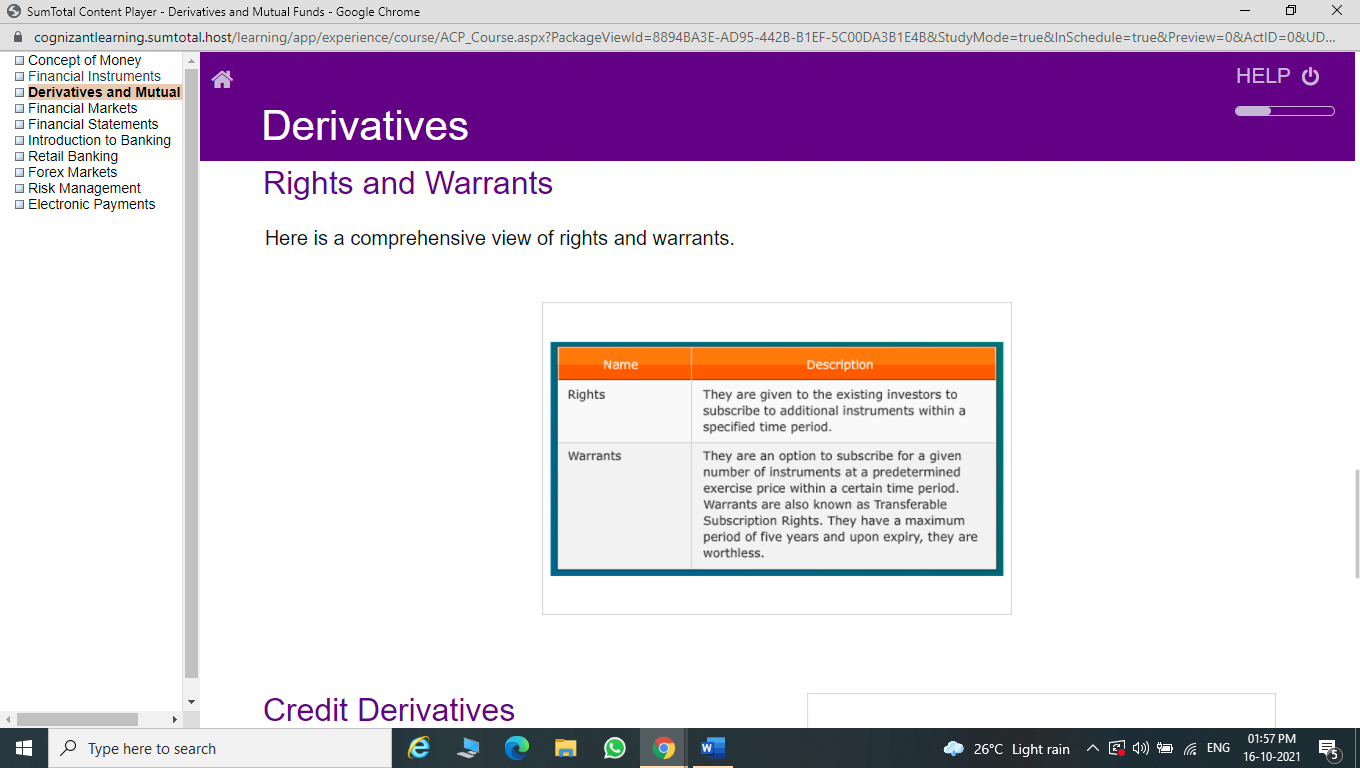 SumTotal Content Player - Derivatives and Mutual Funds - Google Chrome
cognizantlearning.sumtotal.host/learning/app/experience/course/ACP_Course.aspx?PackageViewId=8894BA3E-AD95-442B-B1EF-5C00DA3B1E4B&StudyMode=true&InSchedule=true&Preview=0&ActID=0&UD...
Concept of Money
Financial Instruments
Derivatives and Mutual
Financial Markets
Financial Statements
Introduction to Banking
Retail Banking
Forex Markets
Risk Management
Electronic Payments
HELP
Derivatives
Rights and Warrants
Here is a comprehensive view of rights and warrants.
Name Description
Rights They are given to the existing investors to
subscribe to additional instruments within a
specified time period.
Warrants They are an option to subscribe for a given
number of instruments at a predetermined
exercise price within a certain time period.
Warrants are also known as Transferable
Subscription Rights. They have a maximum
period of five years and upon expiry, they are
worthless.
Credit Derivatives
Type here to search
26°C Light rain
ENG
01:57 PM
16-10-2021
5